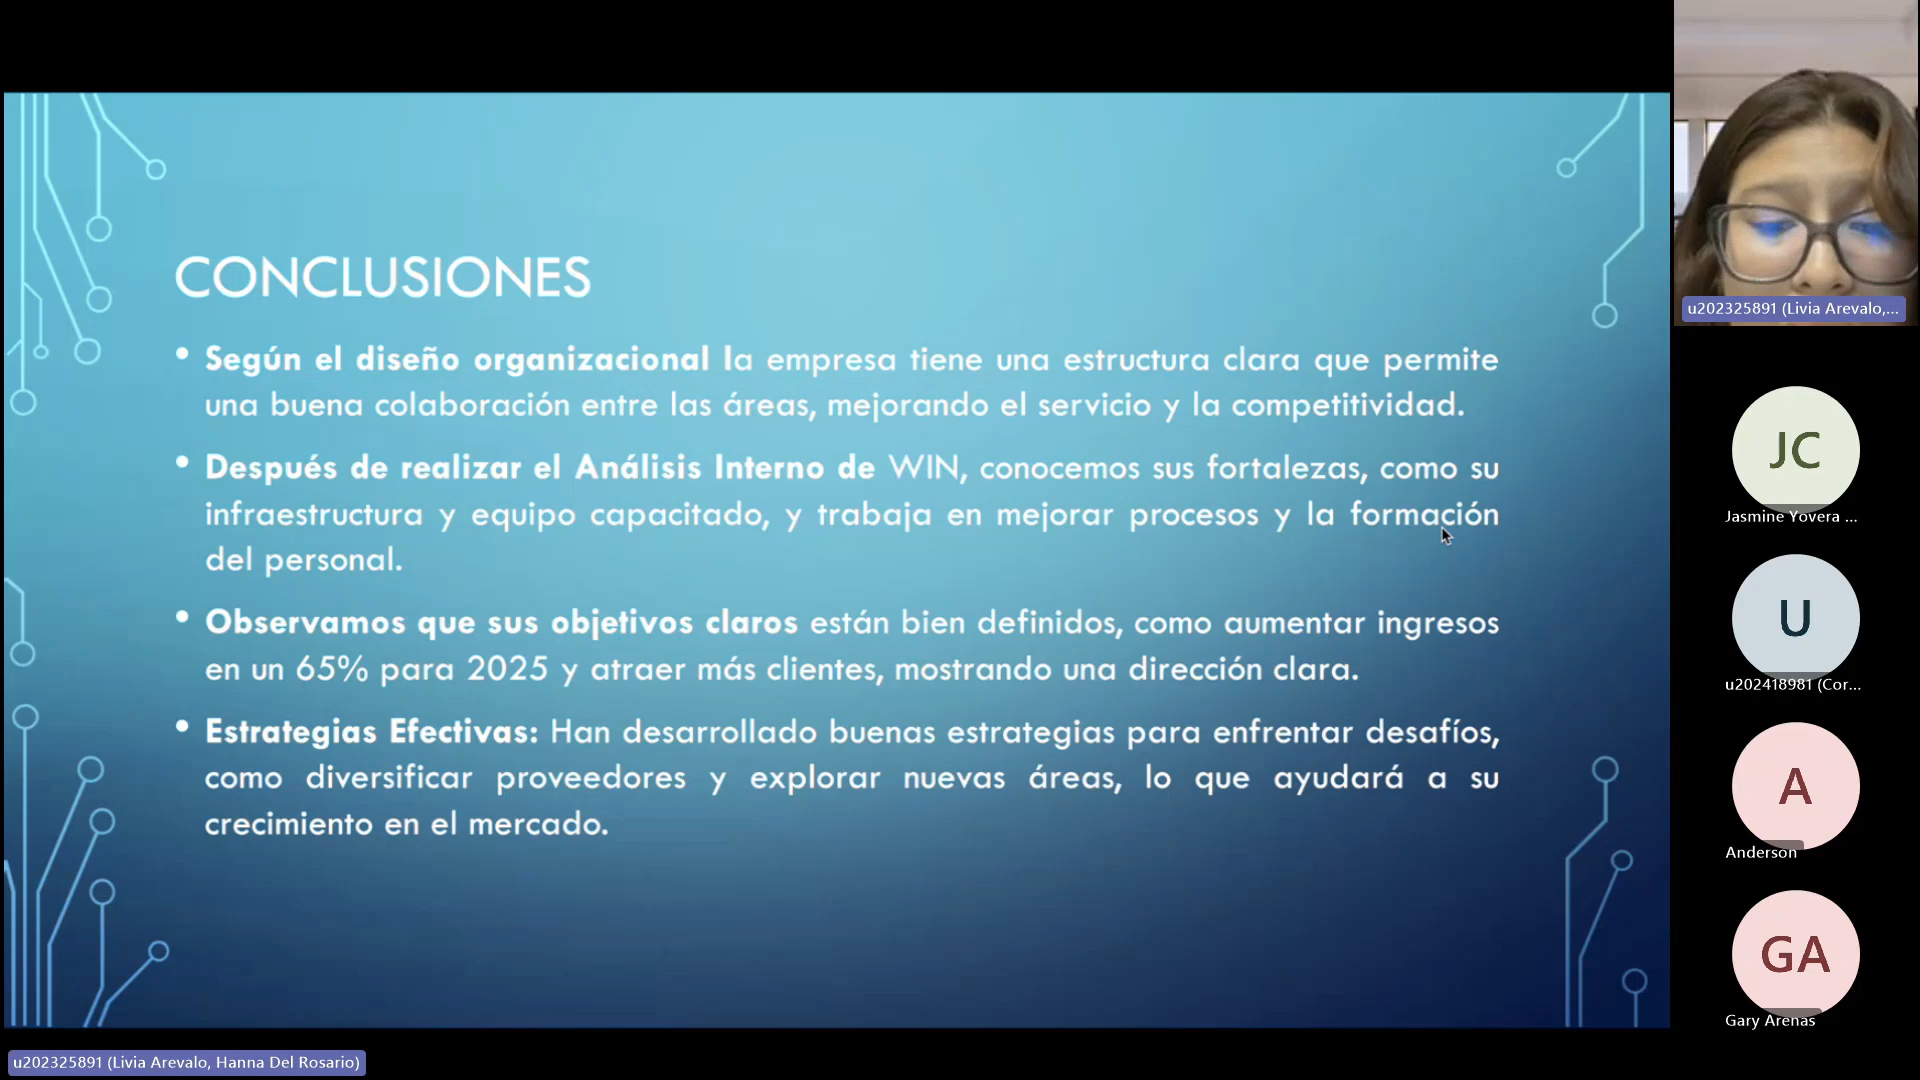 CONCLUSIONES
• Según el diseño organizacional la empresa tiene una estructura clara que permite
una buena colaboración entre las áreas, mejorando el servicio y la competitividad.
• Después de realizar el Análisis Interno de WIN, conocemos sus fortalezas, como su
infraestructura y equipo capacitado, y trabaja en mejorar procesos y la formación
del personal.
• Observamos que sus objetivos claros están bien definidos, como aumentar ingresos
en un 65% para 2025 y atraer más clientes, mostrando una dirección clara.
• Estrategias Efectivas: Han desarrollado buenas estrategias para enfrentar desafíos,
como diversificar proveedores y explorar nuevas áreas, lo que ayudará a su
crecimiento en el mercado.
u202325891 (Livia Arevalo, Hanna Del Rosario)
u202325891 (Livia Arevalo,...
JC
Jasmine Yovera ...
U
u202418981 (Cor...
A
Anderson
GA
Gary Arenas